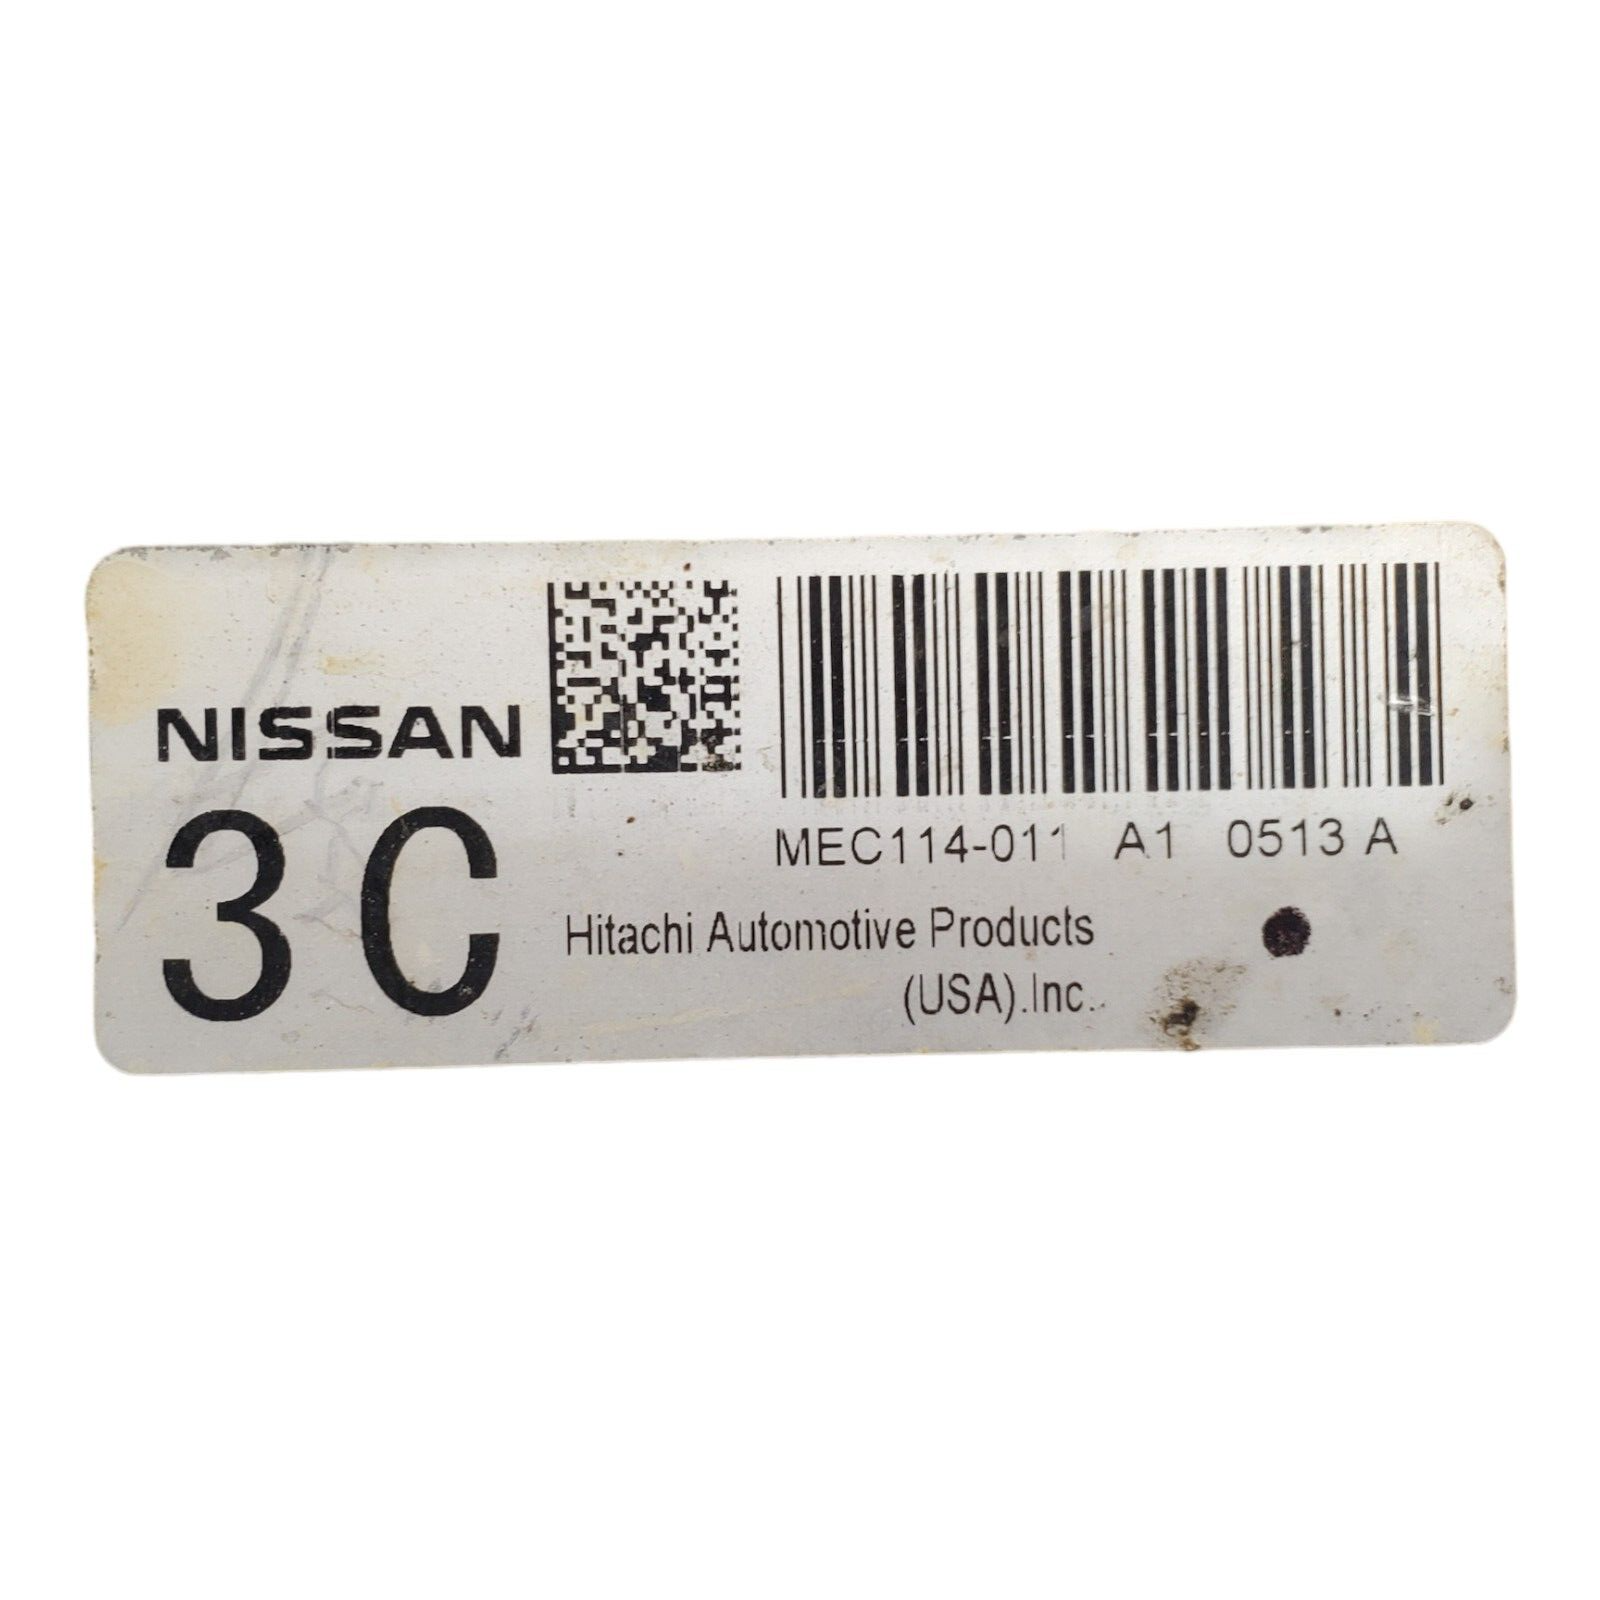 NISSAN
3C
MEC114-011 A1 0513 A
Hitachi Automotive Products
(USA).Inc.